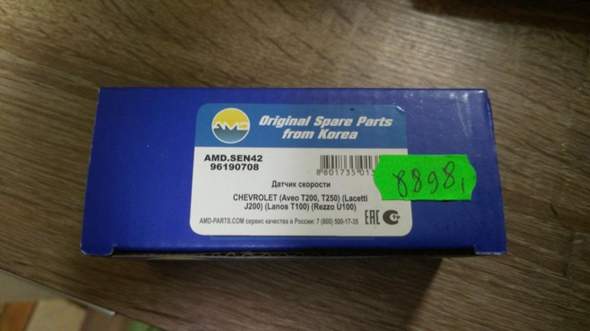 AMD
Original Spare Parts
from Korea
AMD.SEN42
96190708
8801735013
Датчик скорости
CHEVROLET (Aveo T200, T250) (Lacetti
J200) (Lanos T100) (Rezzo U100)
AMD-PARTS.COM сервис качества в России: 7 (800) 500-17-35
EAC
8898